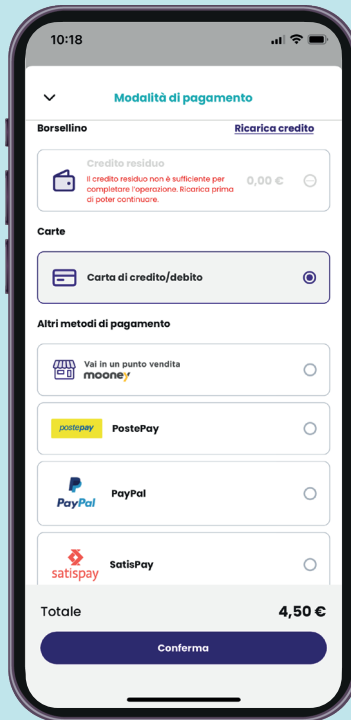 10:18
Modalità di pagamento
Borsellino
Ricarica credito
Credito residuo
Il credito residuo non è sufficiente per
completare l'operazione. Ricarica prima
di poter continuare.
0,00 €
Carte
Carta di credito/debito
Altri metodi di pagamento
Vai in un punto vendita
mooney
postepay PostePay
PayPal PayPal
satispay SatisPay
Totale 4,50 €
Conferma